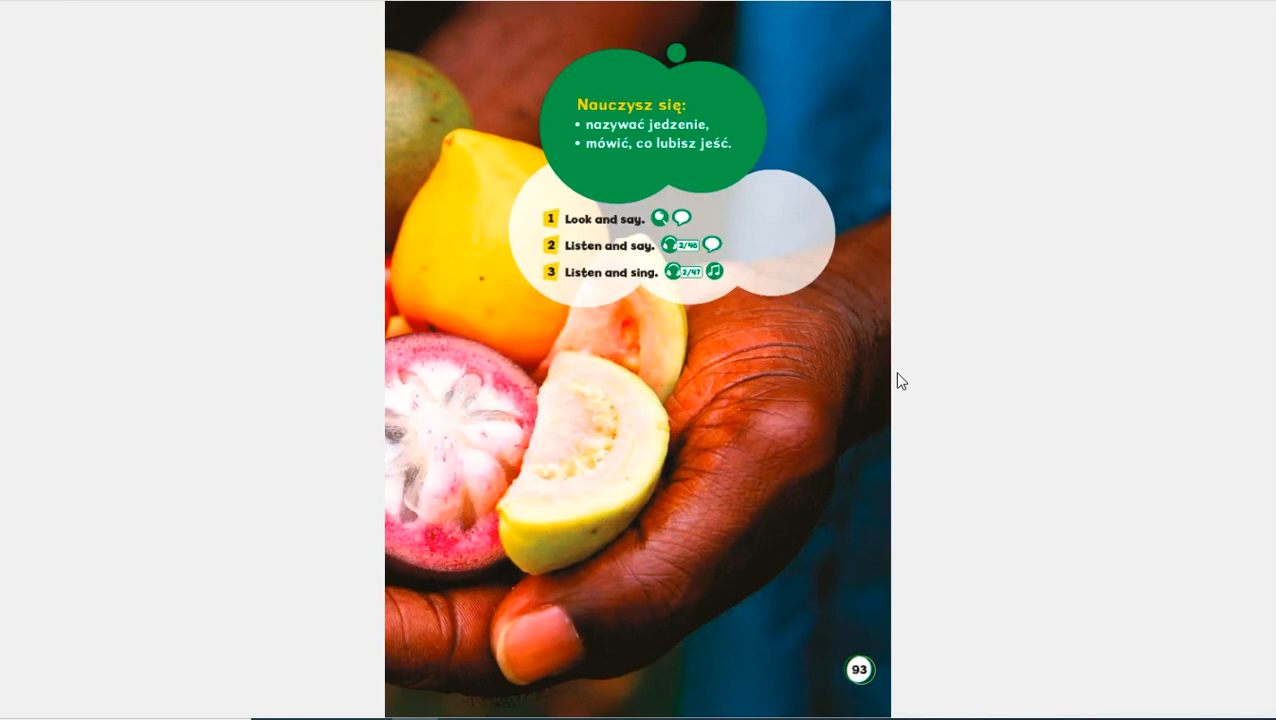 Nauczysz się:
• nazywać jedzenie,
• mówić, co lubisz jeść.
1 Look and say.
2 Listen and say. 2/46
3 Listen and sing. 2/47
93